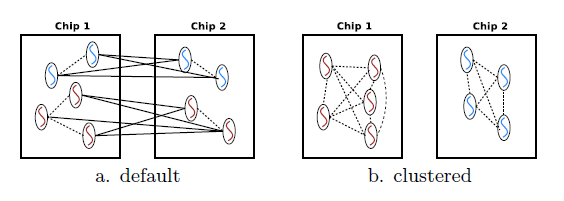 Chip 1 Chip 2 Chip 1 Chip 2
a. default b. clustered